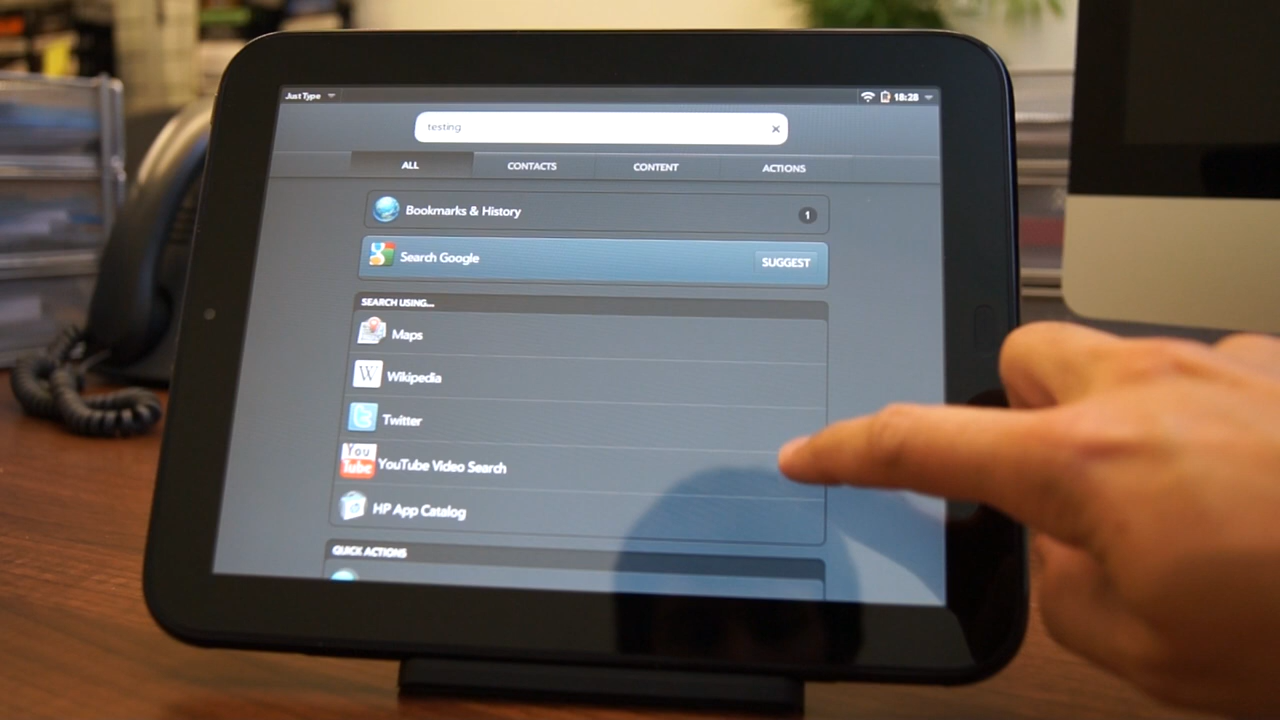 Just Type 18:28
testing
ALL CONTACTS CONTENT ACTIONS
Bookmarks & History 1
Search Google SUGGEST
SEARCH USING...
Maps
W Wikipedia
Twitter
You
Tube YouTube Video Search
HP App Catalog
QUICK ACTIONS